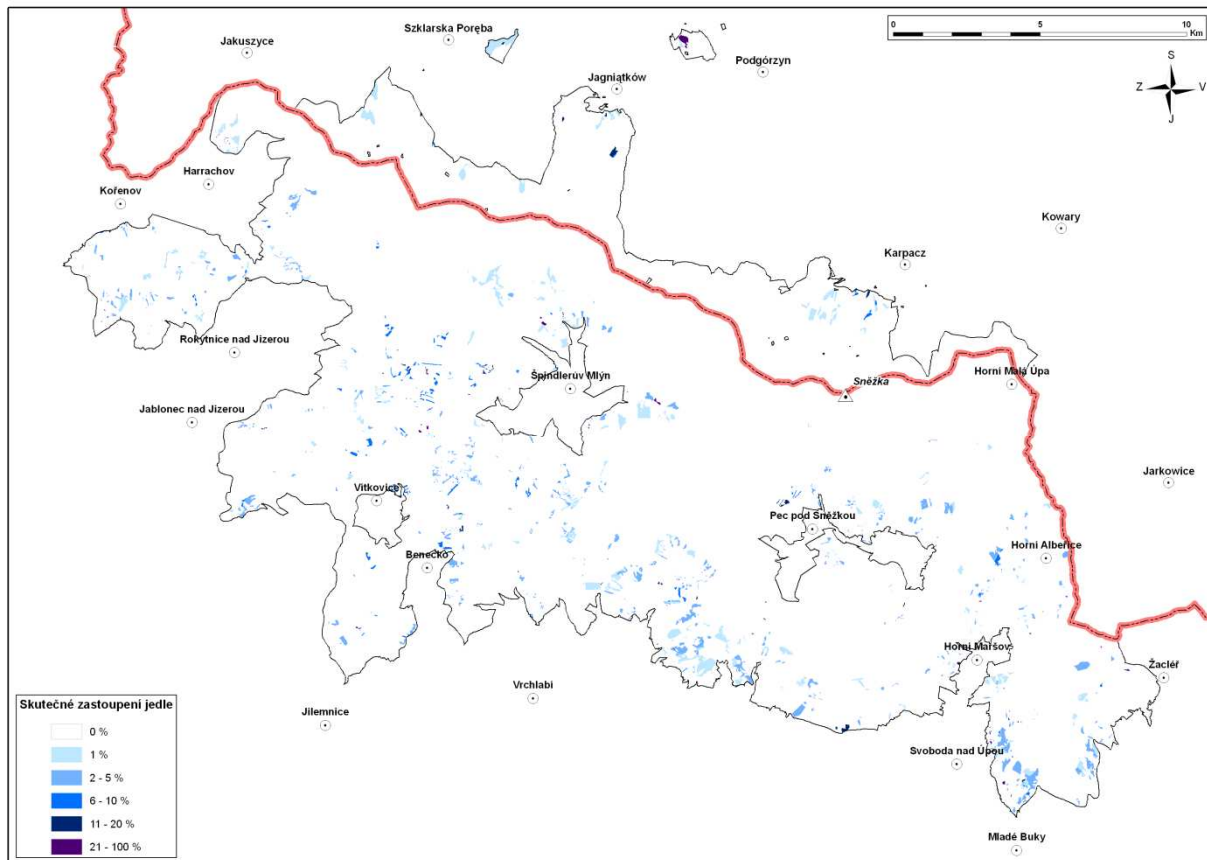 Szklarska Poręba
Jakuszyce
Podgórzyn
Jagniątków
0 5 10
Km
S
Z V
J
Harrachov
Kořenov
Kowary
Karpacz
Rokytnice nad Jizerou
Špindlerův Mlýn
Sněžka
Horní Malá Úpa
Jablonec nad Jizerou
Jarkowice
Vítkovice
Pec pod Sněžkou
Benecko
Horní Albeřice
Horní Maršov
Žacléř
Vrchlabí
Jilemnice
Svoboda nad Úpou
Mladé Buky
Skutečné zastoupení jedle
0 %
1 %
2 - 5 %
6 - 10 %
11 - 20 %
21 - 100 %